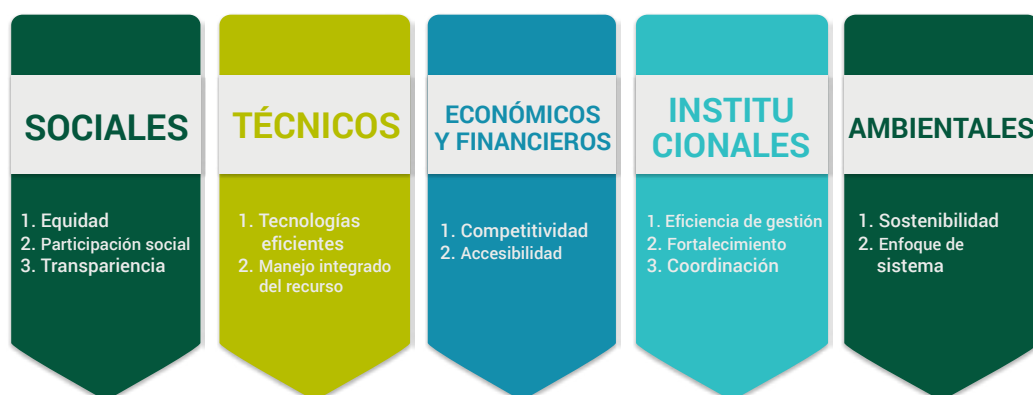 SOCIALES
1. Equidad
2. Participación social
3. Transparencia
TÉCNICOS
1. Tecnologías
eficientes
2. Manejo integrado
del recurso
ECONÓMICOS
Y FINANCIEROS
1. Competitividad
2. Accesibilidad
INSTITU
CIONALES
1. Eficiencia de gestión
2. Fortalecimiento
3. Coordinación
AMBIENTALES
1. Sostenibilidad
2. Enfoque de
sistema